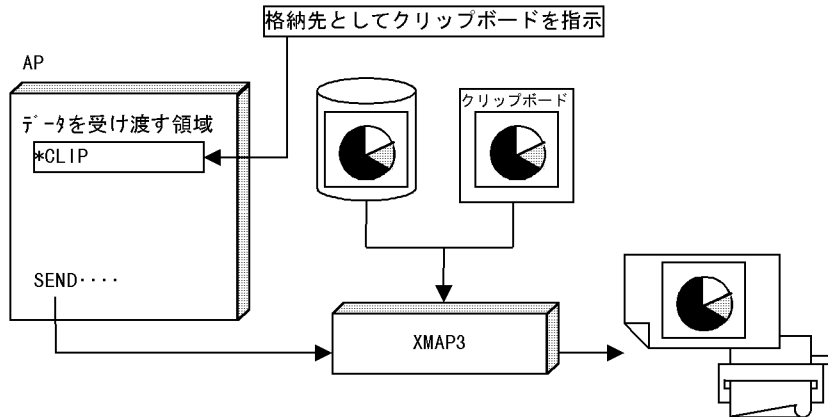 格納先としてクリップボードを指示
AP
データを受け渡す領域
*CLIP
クリップボード
SEND････
XMAP3